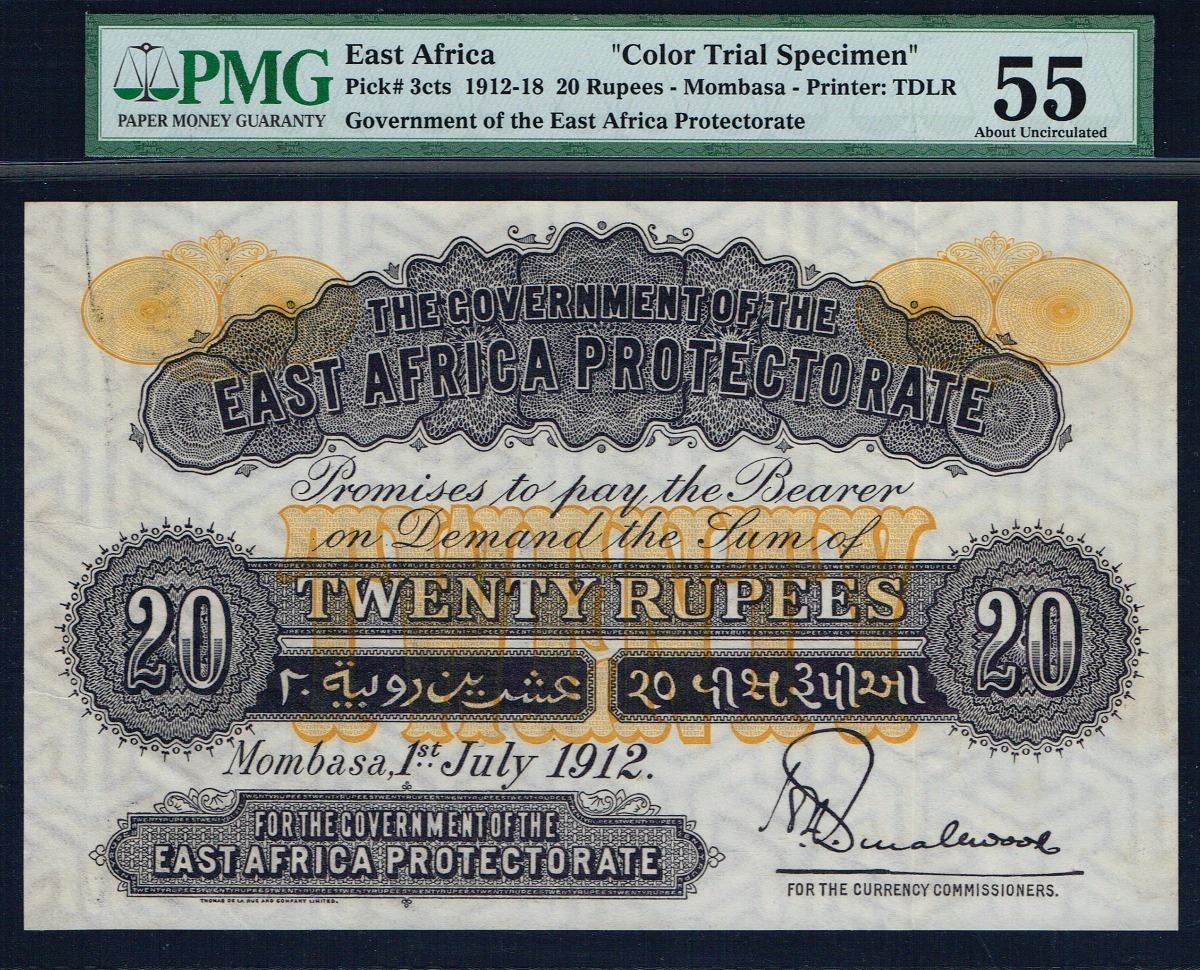 PMG
PAPER MONEY GUARANTY
East Africa "Color Trial Specimen"
Pick# 3cts 1912-18 20 Rupees - Mombasa - Printer: TDLR
Government of the East Africa Protectorate
55
About Uncirculated
THE GOVERNMENT OF THE
EAST AFRICA PROTECTORATE
Promises to pay the Bearer
on Demand the Sum of
TWENTY
TWENTY RUPEES
20 20
٢٠ عشرين روبية
૨૦ વીસ રૂપીઆ
Mombasa, 1st July 1912.
FOR THE GOVERNMENT OF THE
EAST AFRICA PROTECTORATE
THOMAS DE LA RUE AND COMPANY LIMITED.
Smallwood
FOR THE CURRENCY COMMISSIONERS.